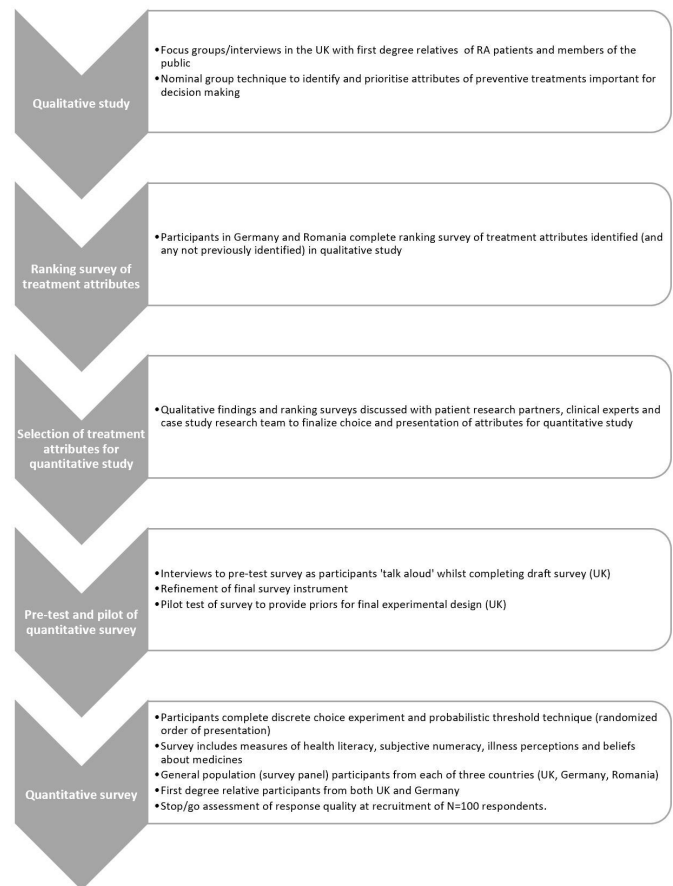 Qualitative study
•Focus groups/interviews in the UK with first degree relatives  of RA patients and members of the
public
•Nominal group technique to identify and prioritise attributes of preventive treatments important for
decision making
Ranking survey of
treatment attributes
•Participants in Germany and Romania complete ranking survey of treatment attributes identified (and
any not previously identified) in qualitative study
Selection of treatment
attributes for
quantitative study
•Qualitative findings and ranking surveys discussed with patient research partners, clinical experts and
case study research team to finalize choice and presentation of attributes for quantitative study
Pre-test and pilot of
quantitative survey
•Interviews to pre-test survey as participants 'talk aloud' whilst completing draft survey (UK)
•Refinement of final survey instrument
•Pilot test of survey to provide priors for final experimental design (UK)
Quantitative survey
•Participants complete discrete choice experiment and probabilistic threshold technique (randomized
order of presentation)
•Survey includes measures of health literacy, subjective numeracy, illness perceptions and beliefs
about medicines
•General population (survey panel) participants from each of three countries (UK, Germany, Romania)
•First degree relative participants from both UK and Germany
•Stop/go assessment of response quality at recruitment of N=100 respondents.